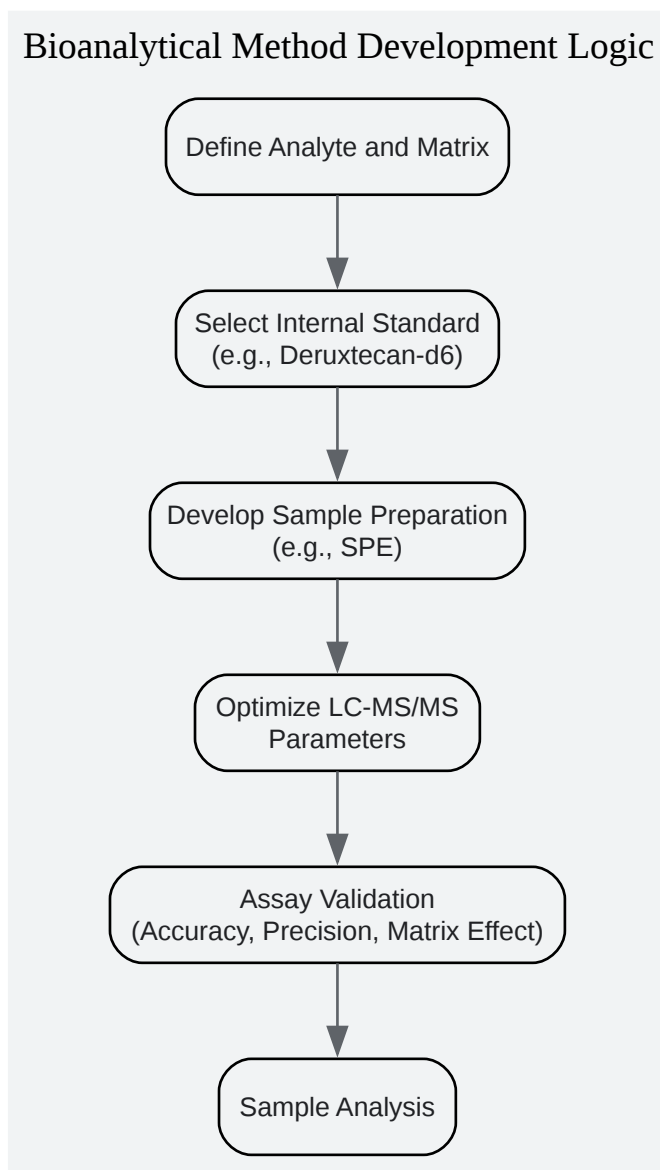 Bioanalytical Method Development Logic
Define Analyte and Matrix
Select Internal Standard
(e.g., Deruxtecan-d6)
Develop Sample Preparation
(e.g., SPE)
Optimize LC-MS/MS
Parameters
Assay Validation
(Accuracy, Precision, Matrix Effect)
Sample Analysis